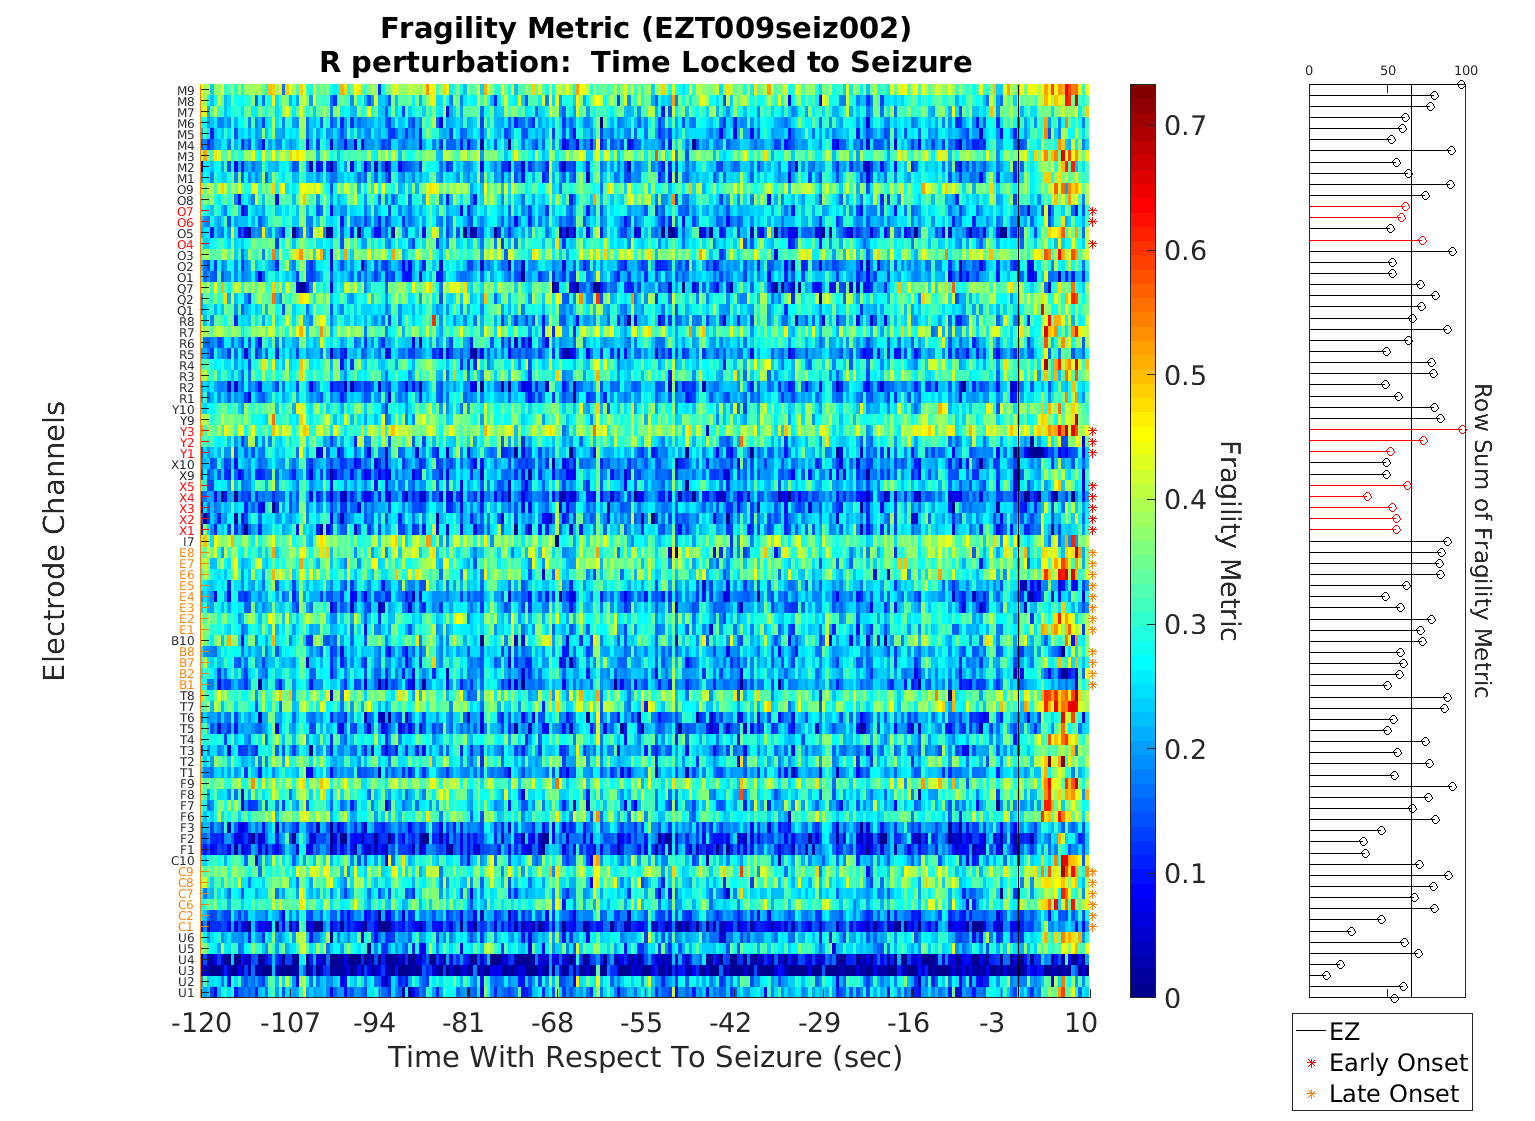 Fragility Metric (EZT009seiz002)
R perturbation:  Time Locked to Seizure
0 50 100
Electrode Channels
M9
M8
M7
M6
M5
M4
M3
M2
M1
O9
O8
O7
O6
O5
O4
O3
O2
O1
Q7
Q2
Q1
R8
R7
R6
R5
R4
R3
R2
R1
Y10
Y9
Y3
Y2
Y1
X10
X9
X5
X4
X3
X2
X1
I7
E8
E7
E6
E5
E4
E3
E2
E1
B10
B8
B7
B2
B1
T8
T7
T6
T5
T4
T3
T2
T1
F9
F8
F7
F6
F3
F2
F1
C10
C9
C8
C7
C6
C2
C1
U6
U5
U4
U3
U2
U1
-120 -107 -94 -81 -68 -55 -42 -29 -16 -3 10
Time With Respect To Seizure (sec)
0.7
0.6
0.5
0.4
0.3
0.2
0.1
0
Fragility Metric
Row Sum of Fragility Metric
EZ
Early Onset
Late Onset